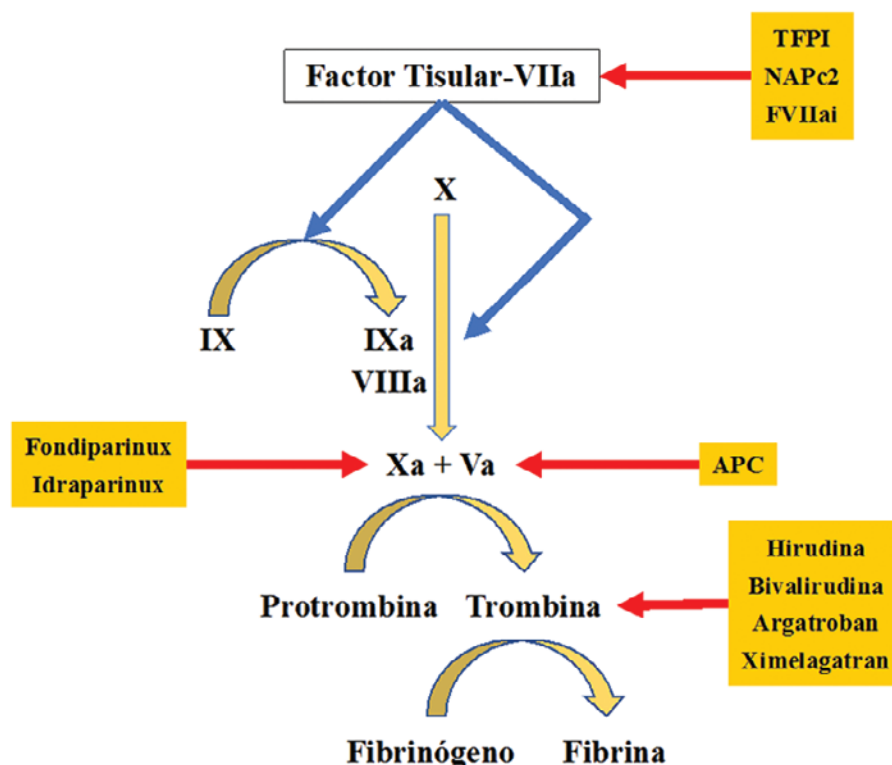 TFPI
NAPc2
FVIIai
Factor Tisular-VIIa
X
IX
IXa
VIIIa
Fondiparinux
Idraparinux
Xa + Va
APC
Hirudina
Bivalirudina
Argatroban
Ximelagatran
Protrombina
Trombina
Fibrinógeno
Fibrina